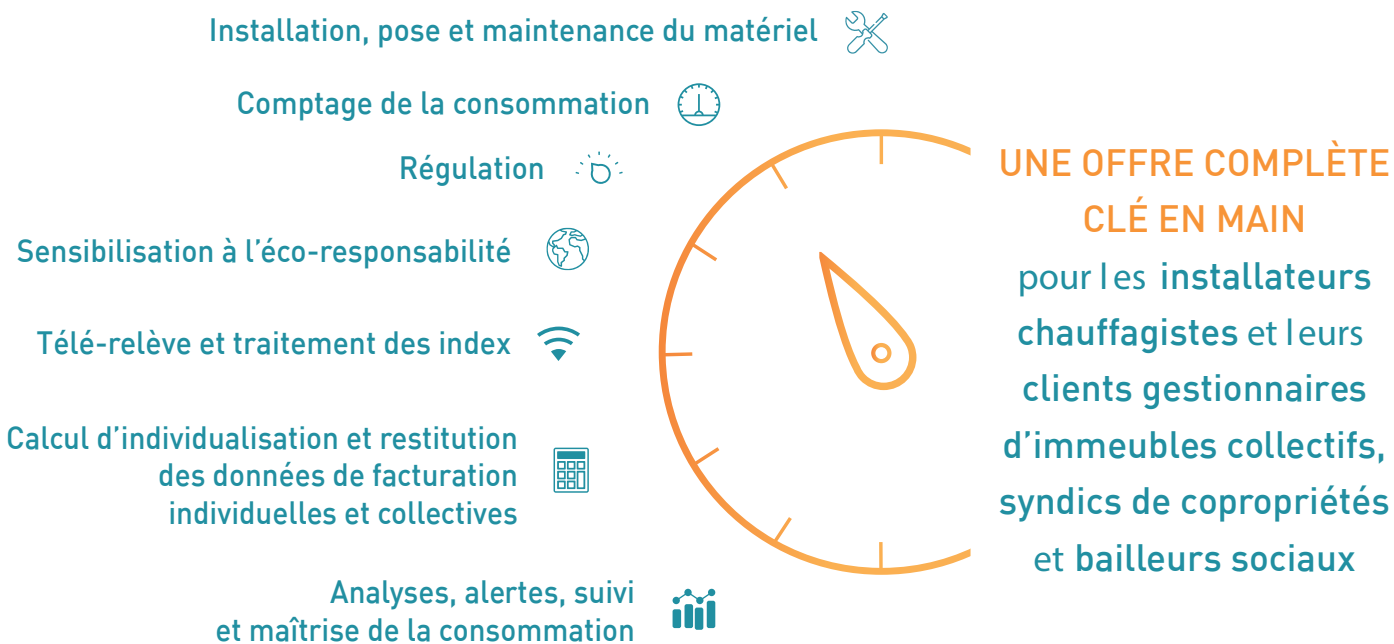 Installation, pose et maintenance du matériel
Comptage de la consommation
Régulation
Sensibilisation à l’éco-responsabilité
Télé-relève et traitement des index
Calcul d’individualisation et restitution
des données de facturation
individuelles et collectives
Analyses, alertes, suivi
et maîtrise de la consommation
UNE OFFRE COMPLÈTE
CLÉ EN MAIN
pour les installateurs
chauffagistes et leurs
clients gestionnaires
d’immeubles collectifs,
syndics de copropriétés
et bailleurs sociaux